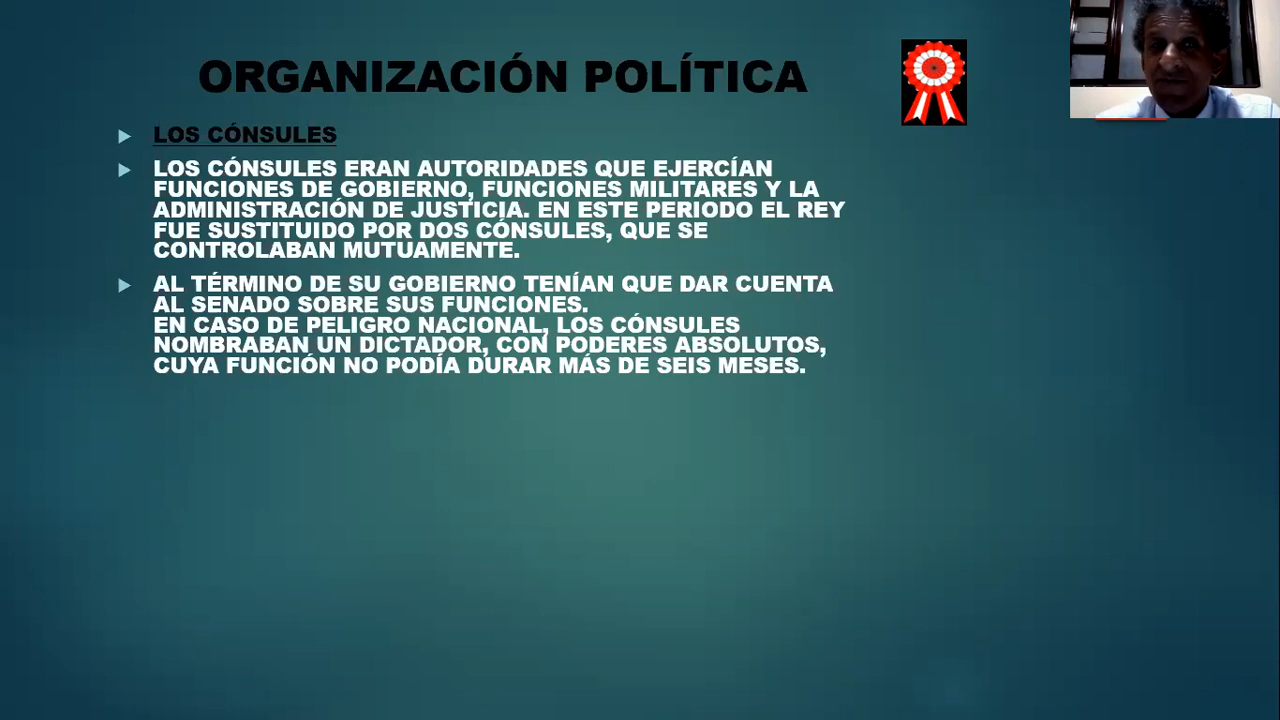 ORGANIZACIÓN POLÍTICA
LOS CÓNSULES
LOS CÓNSULES ERAN AUTORIDADES QUE EJERCÍAN
FUNCIONES DE GOBIERNO, FUNCIONES MILITARES Y LA
ADMINISTRACIÓN DE JUSTICIA. EN ESTE PERIODO EL REY
FUE SUSTITUIDO POR DOS CÓNSULES, QUE SE
CONTROLABAN MUTUAMENTE.
AL TÉRMINO DE SU GOBIERNO TENÍAN QUE DAR CUENTA
AL SENADO SOBRE SUS FUNCIONES.
EN CASO DE PELIGRO NACIONAL, LOS CÓNSULES
NOMBRABAN UN DICTADOR, CON PODERES ABSOLUTOS,
CUYA FUNCIÓN NO PODÍA DURAR MÁS DE SEIS MESES.